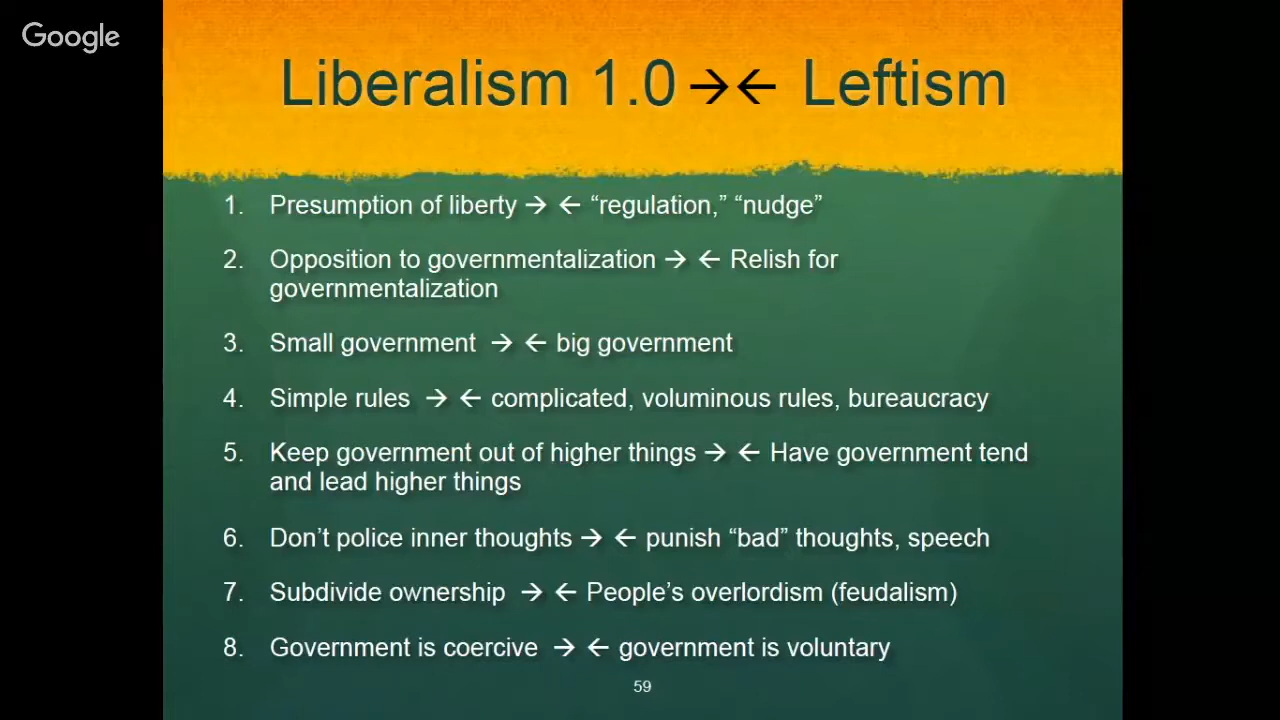 Google
Liberalism 1.0 →← Leftism
1. Presumption of liberty → ← “regulation,” “nudge”
2. Opposition to governmentalization → ← Relish for
governmentalization
3. Small government → ← big government
4. Simple rules → ← complicated, voluminous rules, bureaucracy
5. Keep government out of higher things → ← Have government tend
and lead higher things
6. Don’t police inner thoughts → ← punish “bad” thoughts, speech
7. Subdivide ownership → ← People’s overlordism (feudalism)
8. Government is coercive → ← government is voluntary
59